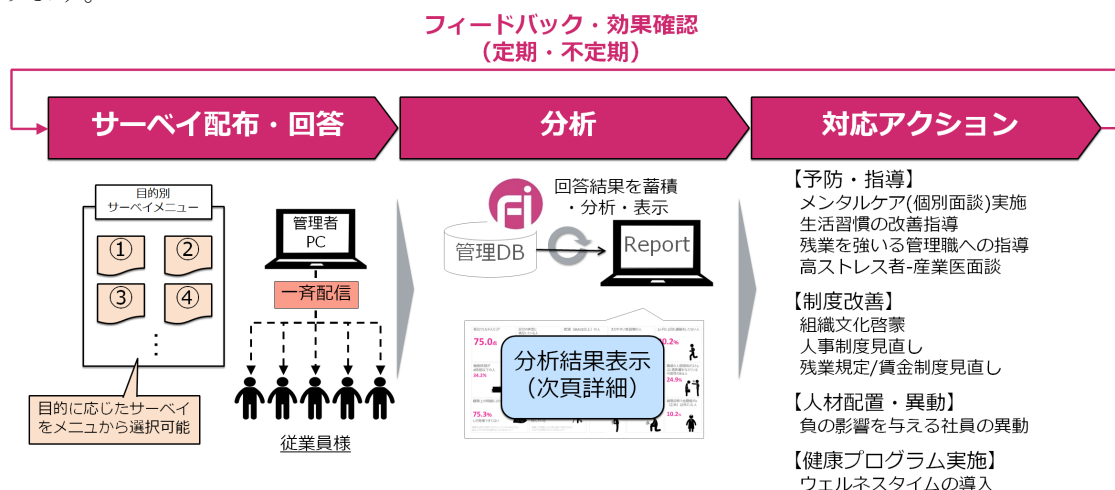 フィードバック・効果確認
(定期・不定期)
サーベイ配布・回答
分析
対応アクション
目的別
サーベイメニュー
①
②
③
④
目的に応じたサーベイ
をメニュから選択可能
管理者
PC
一斉配信
従業員様
回答結果を蓄積
・分析・表示
管理DB
Report
75.0
0.2%
34.2%
24.9%
75.3%
10.2%
分析結果表示
(次頁詳細)
【予防・指導】
メンタルケア(個別面談)実施
生活習慣の改善指導
残業を強いる管理職への指導
高ストレス者-産業医面談
【制度改善】
組織文化啓蒙
人事制度見直し
残業規定/賃金制度見直し
【人材配置・異動】
負の影響を与える社員の異動
【健康プログラム実施】
ウェルネスタイムの導入